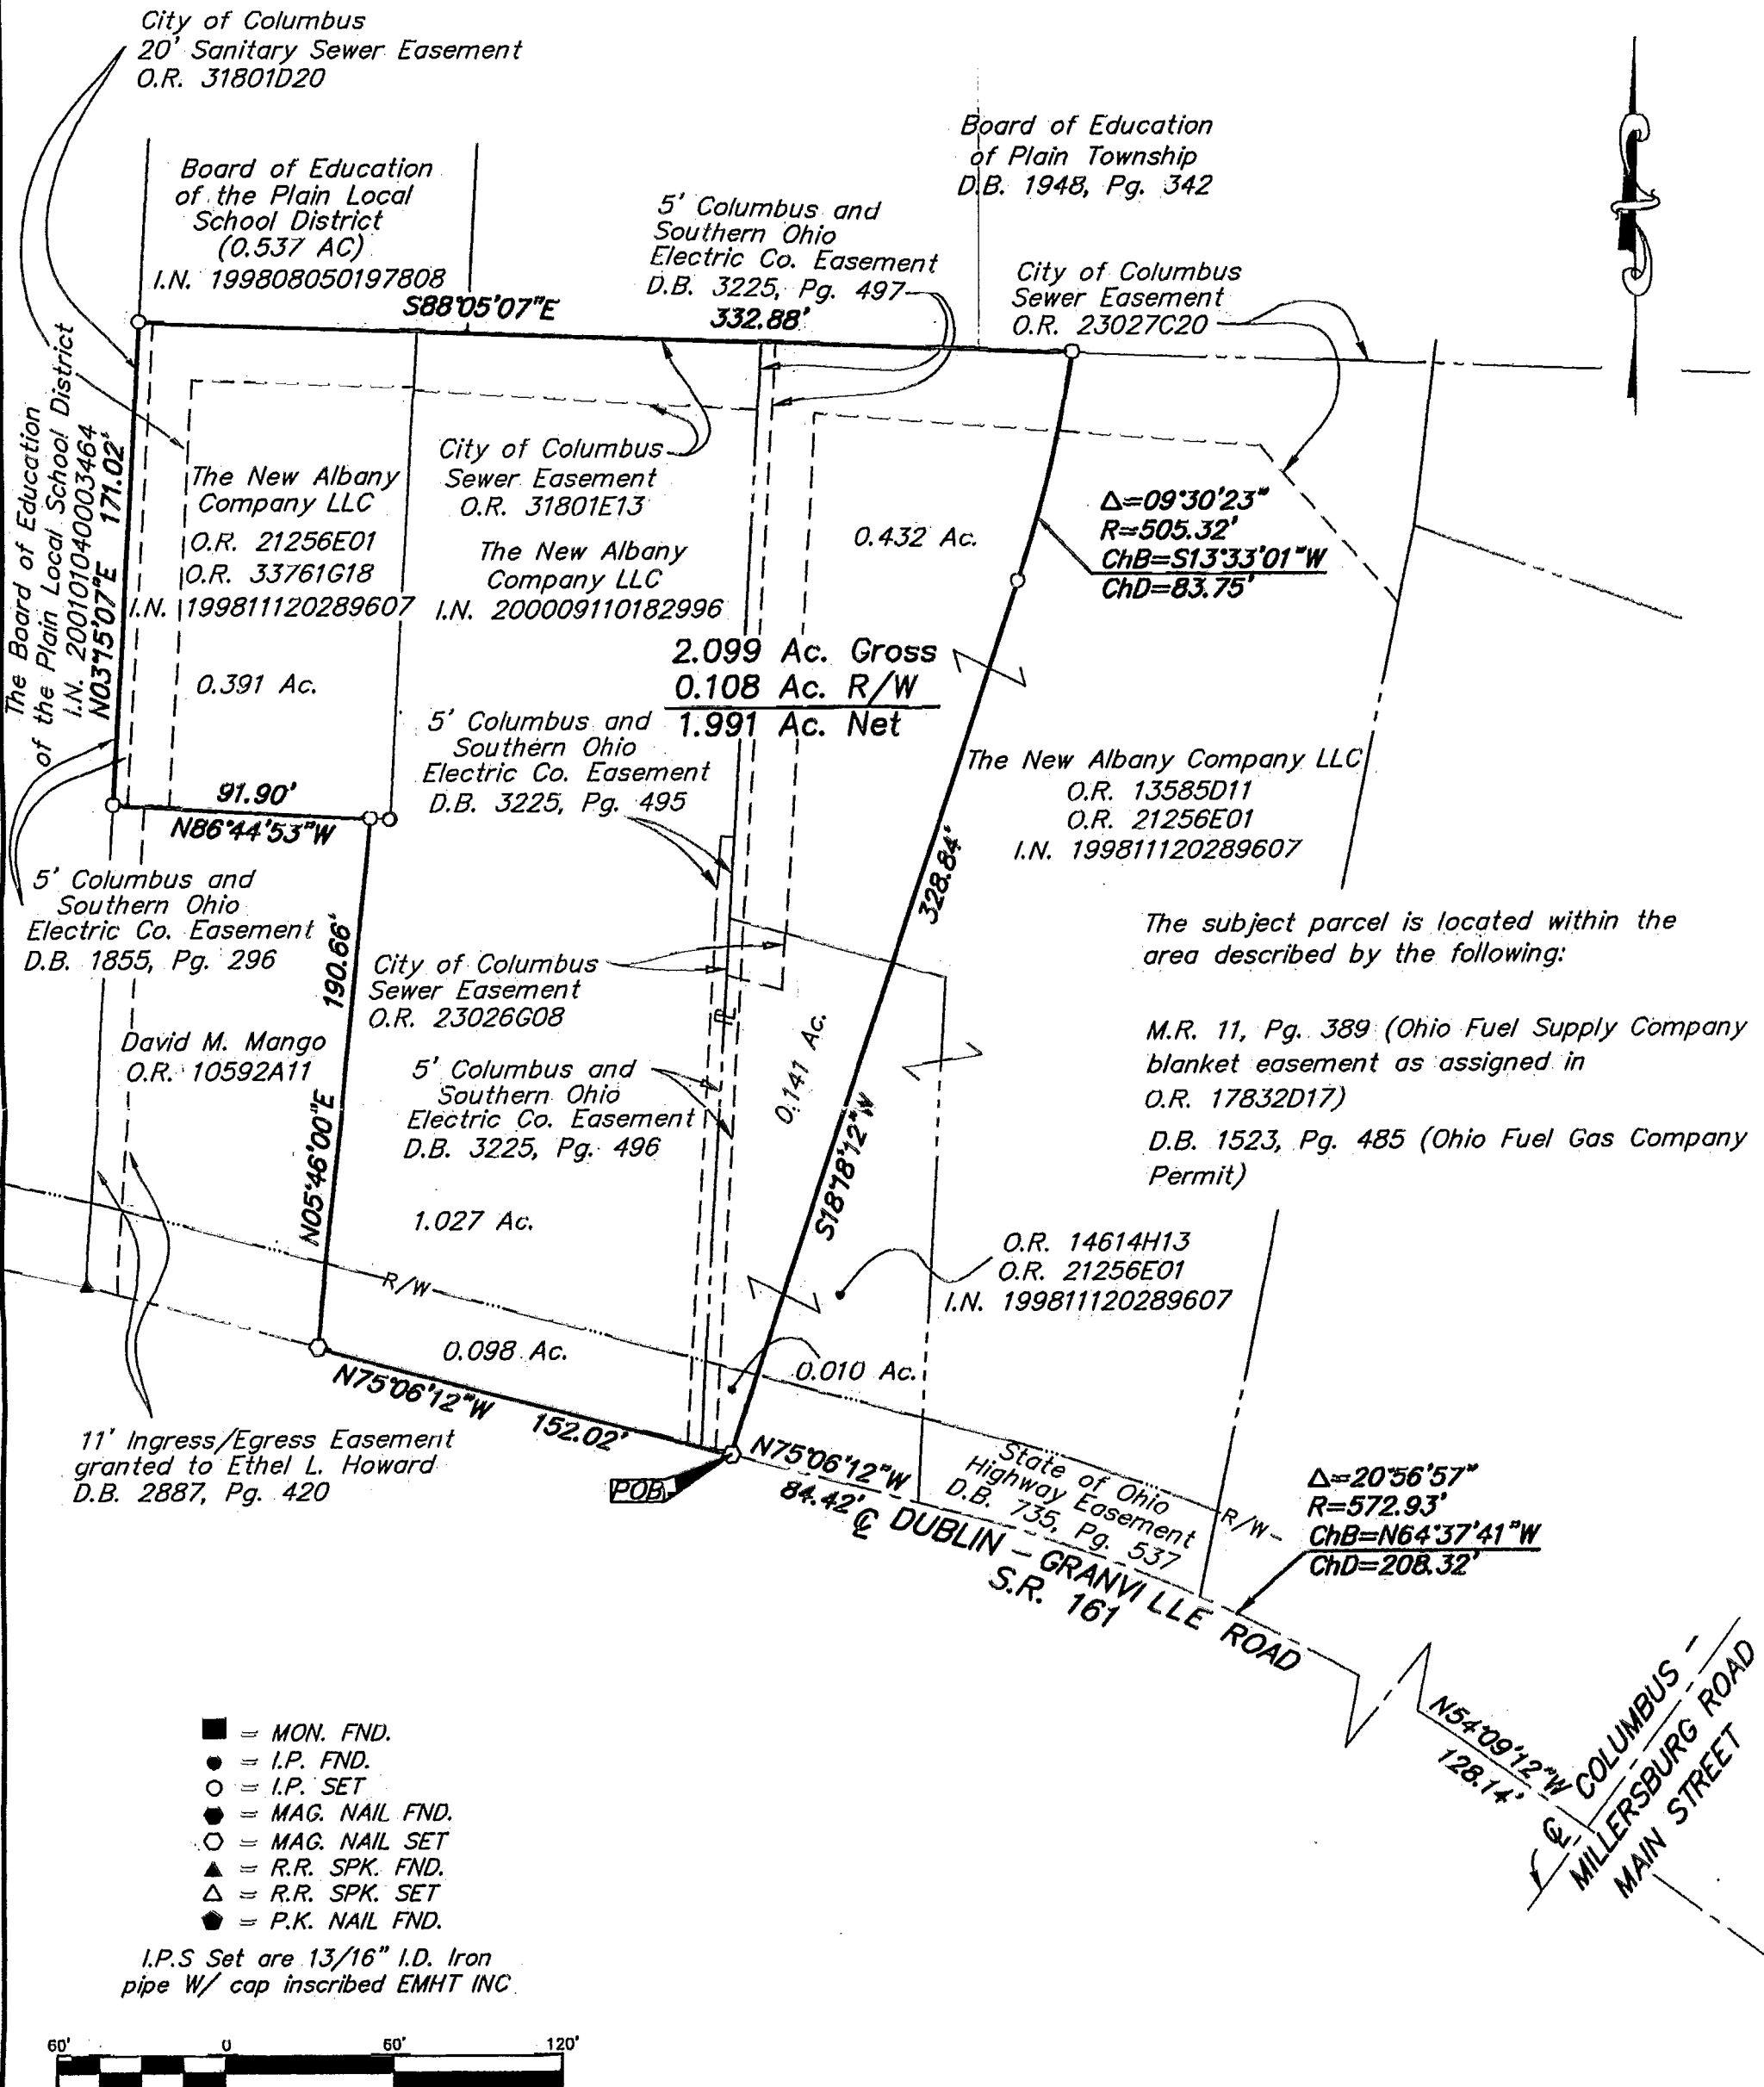 City of Columbus
20' Sanitary Sewer Easement
O.R. 31801D20
Board of Education
of the Plain Local
School District
(0.537 AC)
I.N. 199808050197808
5' Columbus and
Southern Ohio
Electric Co. Easement
D.B. 3225, Pg. 497
Board of Education
of Plain Township
D.B. 1948, Pg. 342
City of Columbus
Sewer Easement
O.R. 23027C20
S88°05'07"E
332.88'
The Board of Education
of the Plain Local School District
I.N. 200101040003464
N03°15'07"E 171.02'
The New Albany
Company LLC
O.R. 21256E01
O.R. 33761G18
I.N. 199811120289607
0.391 Ac.
City of Columbus
Sewer Easement
O.R. 31801E13
The New Albany
Company LLC
I.N. 200009110182996
0.432 Ac.
Δ=09°30'23"
R=505.32'
ChB=S13°33'01"W
ChD=83.75'
2.099 Ac. Gross
0.108 Ac. R/W
1.991 Ac. Net
5' Columbus and
Southern Ohio
Electric Co. Easement
D.B. 3225, Pg. 495
91.90'
N86°44'53"W
The New Albany Company LLC
O.R. 13585D11
O.R. 21256E01
I.N. 199811120289607
328.84'
S18°18'12"W
5' Columbus and
Southern Ohio
Electric Co. Easement
D.B. 1855, Pg. 296
190.66'
N05°46'00"E
City of Columbus
Sewer Easement
O.R. 23026G08
The subject parcel is located within the
area described by the following:
M.R. 11, Pg. 389 (Ohio Fuel Supply Company
blanket easement as assigned in
O.R. 17832D17)
D.B. 1523, Pg. 485 (Ohio Fuel Gas Company
Permit)
David M. Mango
O.R. 10592A11
5' Columbus and
Southern Ohio
Electric Co. Easement
D.B. 3225, Pg. 496
PL
0.141 Ac.
1.027 Ac.
O.R. 14614H13
O.R. 21256E01
I.N. 199811120289607
R/W
0.098 Ac.
0.010 Ac.
N75°06'12"W
152.02'
11' Ingress/Egress Easement
granted to Ethel L. Howard
D.B. 2887, Pg. 420
POB
N75°06'12"W
84.42'
State of Ohio
Highway Easement
D.B. 735, Pg. 537
R/W
Δ=20°56'57"
R=572.93'
ChB=N64°37'41"W
ChD=208.32'
CL DUBLIN - GRANVILLE ROAD
S.R. 161
N54°09'12"W
128.14'
CL COLUMBUS -
MILLERSBURG ROAD
MAIN STREET
= MON. FND.
= I.P. FND.
= I.P. SET
= MAG. NAIL FND.
= MAG. NAIL SET
= R.R. SPK. FND.
= R.R. SPK. SET
= P.K. NAIL FND.
I.P.S Set are 13/16" I.D. Iron
pipe W/ cap inscribed EMHT INC.
60' 0 60' 120'